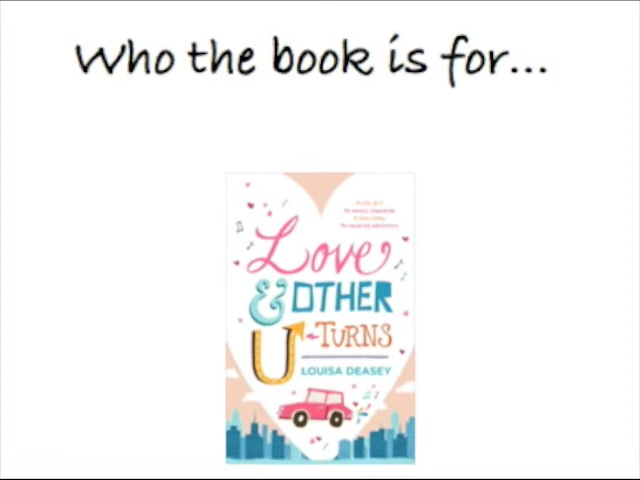 Who the book is for...
Love
& OTHER
U-TURNS
LOUISA DEASEY